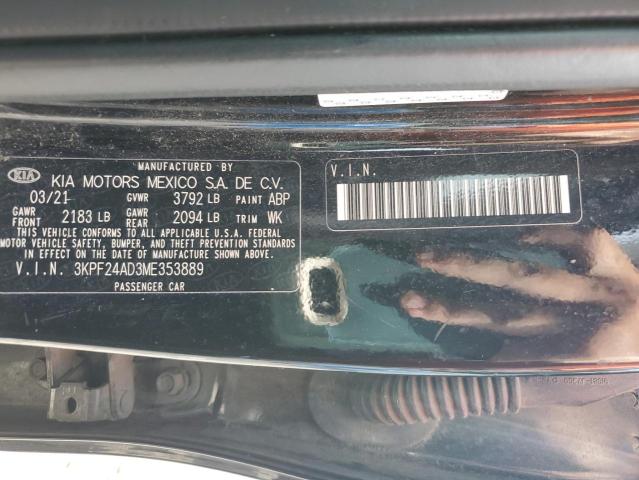 MANUFACTURED BY
KIA KIA MOTORS MEXICO S.A. DE C.V.
03/21 GVWR 3792 LB PAINT ABP
GAWR FRONT 2183 LB GAWR REAR 2094 LB TRIM WK
THIS VEHICLE CONFORMS TO ALL APPLICABLE U.S.A. FEDERAL
MOTOR VEHICLE SAFETY, BUMPER, AND THEFT PREVENTION STANDARDS
IN EFFECT ON THE DATE OF MANUFACTURE SHOWN ABOVE.
V.I.N. 3KPF24AD3ME353889
PASSENGER CAR
V.I.N.